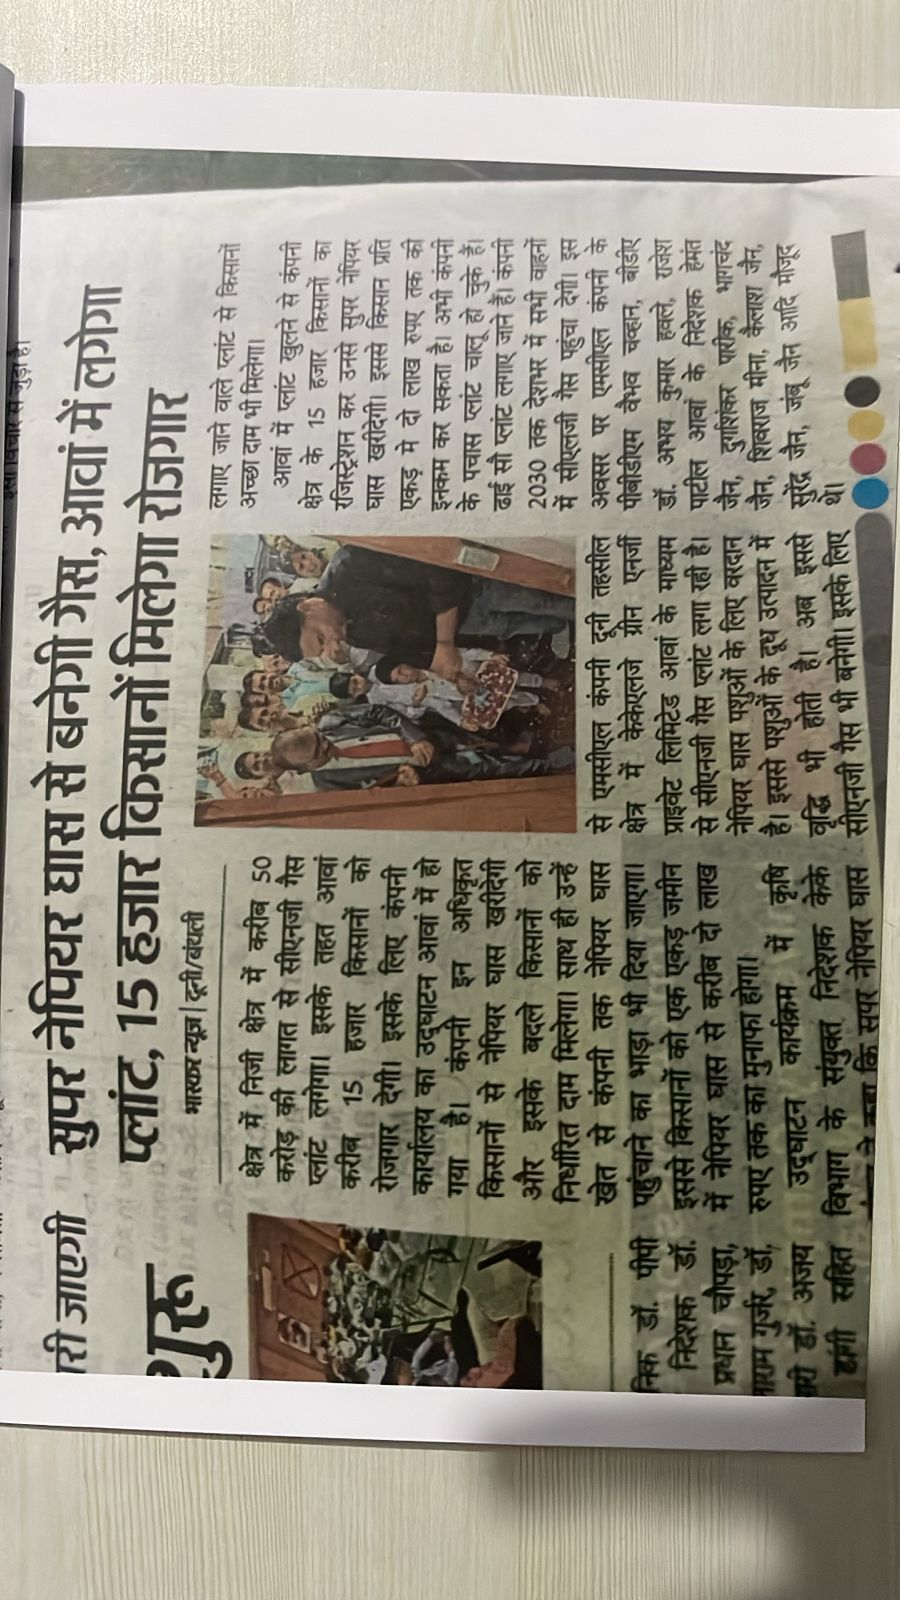 री जाएगी
शुरू
निक डॉ. पीपी
निदेशक डॉ.
प्रधान चौपड़ा,
गाराम गुर्जर, डॉ.
डॉ. अजय
सहित
सुपर नेपियर घास से बनेगी गैस, आवां में लगेगा
प्लांट, 15 हजार किसानों मिलेगा रोजगार
भास्कर न्यूज | दूनी/बंथली
क्षेत्र में निजी क्षेत्र में करीब 50
करोड़ की लागत से सीएनजी गैस
प्लांट लगेगा। इसके तहत आवां
करीब 15 हजार किसानों को
रोजगार देगी। इसके लिए कंपनी
कार्यालय का उद्घाटन आवां में हो
गया है। कंपनी इन अधिकृत
किसानों से नेपियर घास खरीदेगी
और इसके बदले किसानों को
निर्धारित दाम मिलेगा। साथ ही उन्हें
खेत से कंपनी तक नेपियर घास
पहुंचाने का भाड़ा भी दिया जाएगा।
इससे किसानों को एक एकड़ जमीन
में नेपियर घास से करीब दो लाख
रुपए तक का मुनाफा होगा।
उद्घाटन कार्यक्रम में कृषि
विभाग के संयुक्त निदेशक केके
कि सुपर नेपियर घास
से एमसीएल कंपनी दूनी तहसील
क्षेत्र में केकेएलजे ग्रीन एनर्जी
प्राइवेट लिमिटेड आवां के माध्यम
से सीएनजी गैस प्लांट लगा रही है।
नेपियर घास पशुओं के लिए वरदान
है। इससे पशुओं के दूध उत्पादन में
वृद्धि भी होती है। अब इससे
सीएनजी गैस भी बनेगी। इसके लिए
लगाए जाने वाले प्लांट से किसानों
अच्छा दाम भी मिलेगा।
आवां में प्लांट खुलने से कंपनी
क्षेत्र के 15 हजार किसानों का
रजिस्ट्रेशन कर उनसे सुपर नेपियर
घास खरीदेगी। इससे किसान प्रति
एकड़ मे दो लाख रुपए तक की
इनकम कर सकता है। अभी कंपनी
के पचास प्लांट चालू हो चुके हैं।
ढाई सौ प्लांट लगाए जाने हैं। कंपनी
2030 तक देशभर में सभी वाहनों
में सीएलजी गैस पहुंचा देगी। इस
अवसर पर एमसीएल कंपनी के
पीबीडीएम वैभव चव्हान, बीडीए
डॉ. अभय कुमार हवले, राजेश
पाटील आवां के निदेशक हेमंत
जैन, दुर्गाशंकर पारीक, भागचंद
जैन, शिवराज मीना, कैलाश जैन,
सुरेंद्र जैन, जंबू जैन आदि मौजूद
थे।